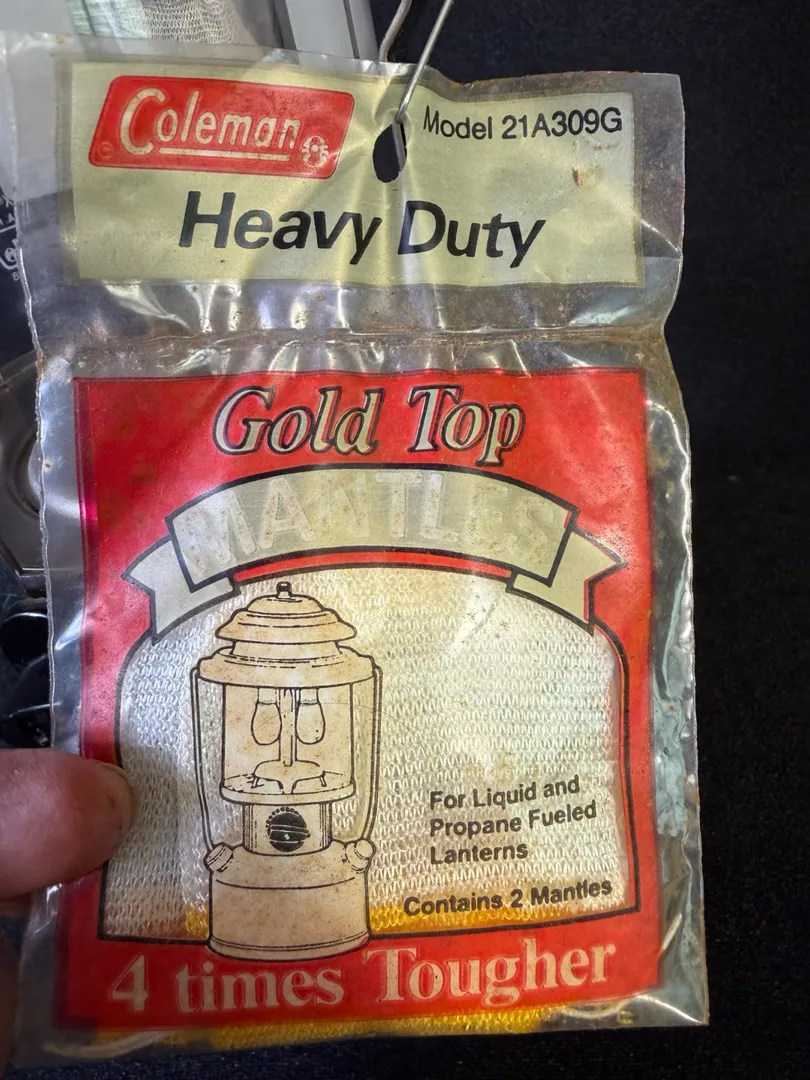 Coleman
Model 21A309G
Heavy Duty
Gold Top
MANTLES
For Liquid and
Propane Fueled
Lanterns
Contains 2 Mantles
4 times Tougher